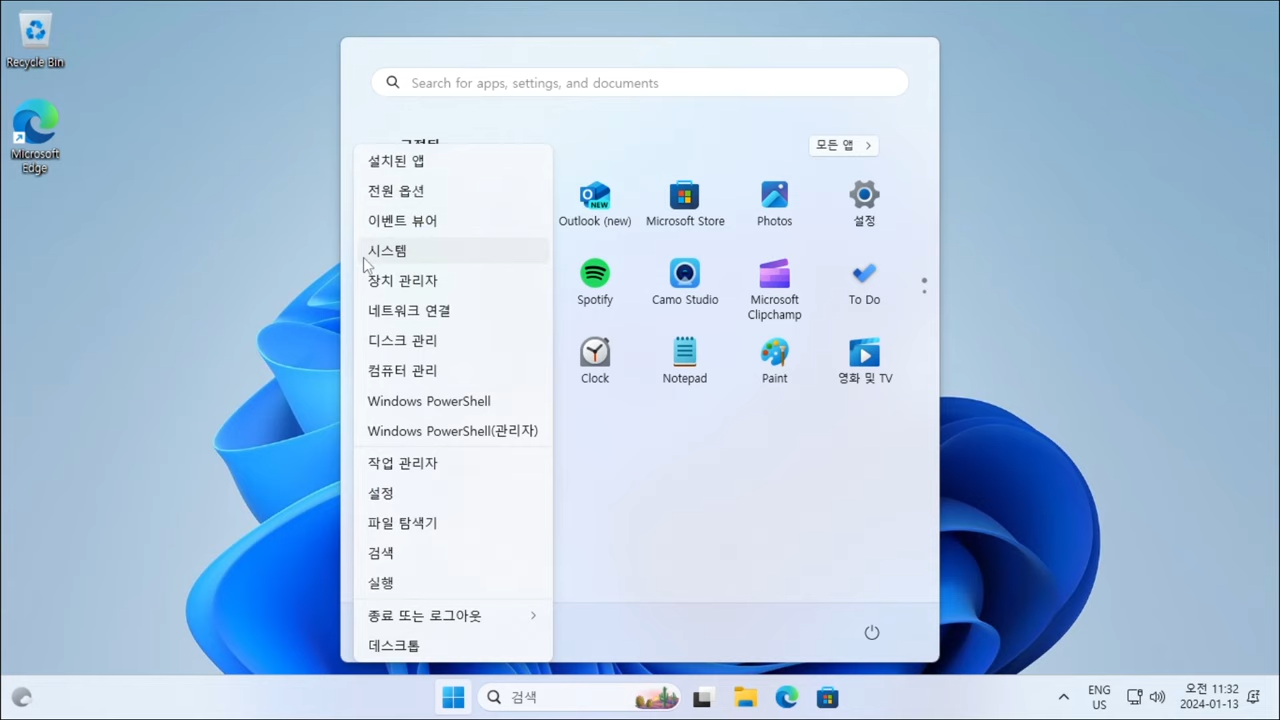 Recycle Bin
Microsoft
Edge
Search for apps, settings, and documents
모든 앱
설치된 앱
전원 옵션
이벤트 뷰어
시스템
장치 관리자
네트워크 연결
디스크 관리
컴퓨터 관리
Windows PowerShell
Windows PowerShell(관리자)
작업 관리자
설정
파일 탐색기
검색
실행
종료 또는 로그아웃
데스크톱
NEW
Outlook (new)
Microsoft Store
Photos
설정
Spotify
Camo Studio
Microsoft
Clipchamp
To Do
Clock
Notepad
Paint
영화 및 TV
검색
ENG
US
오전 11:32
2024-01-13